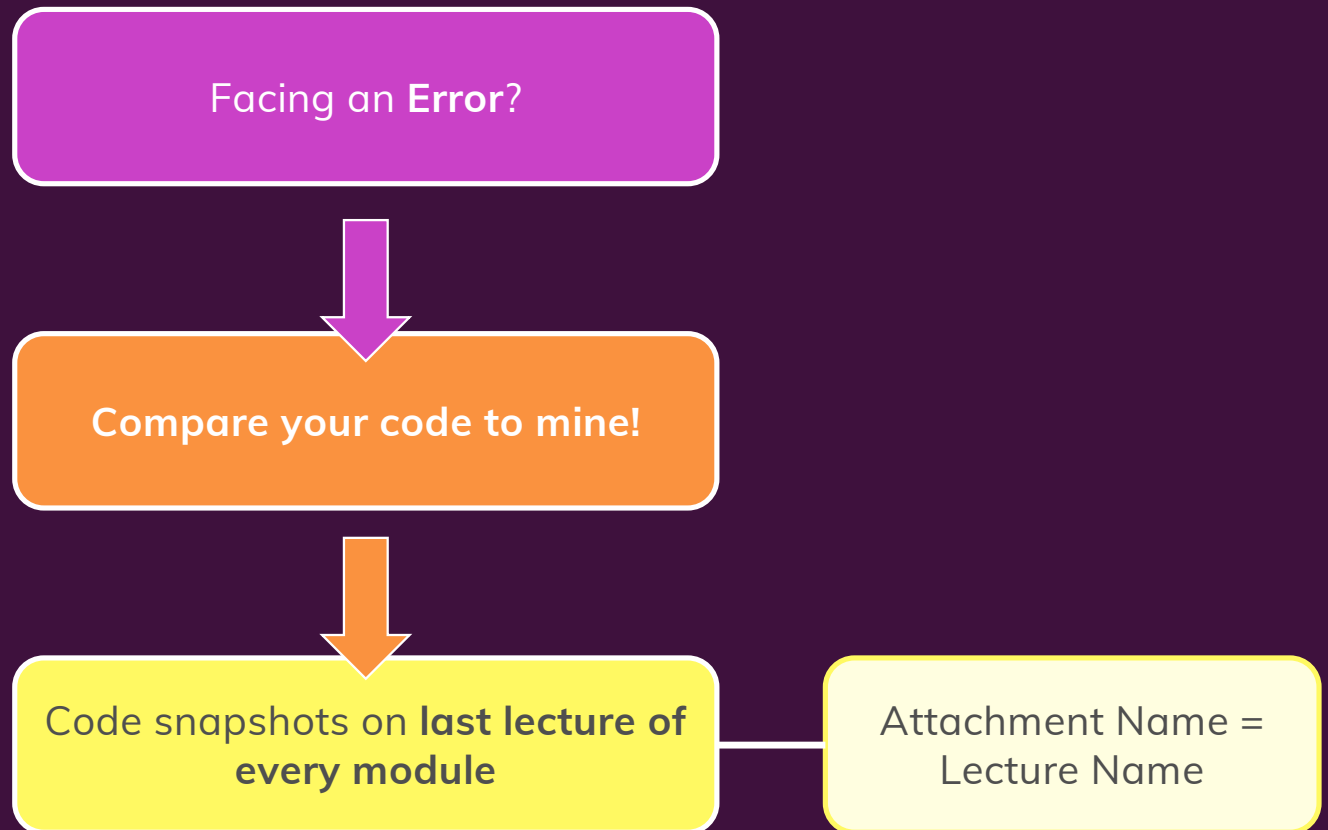 Facing an Error?
Compare your code to mine!
Code snapshots on last lecture of
every module
Attachment Name =
Lecture Name